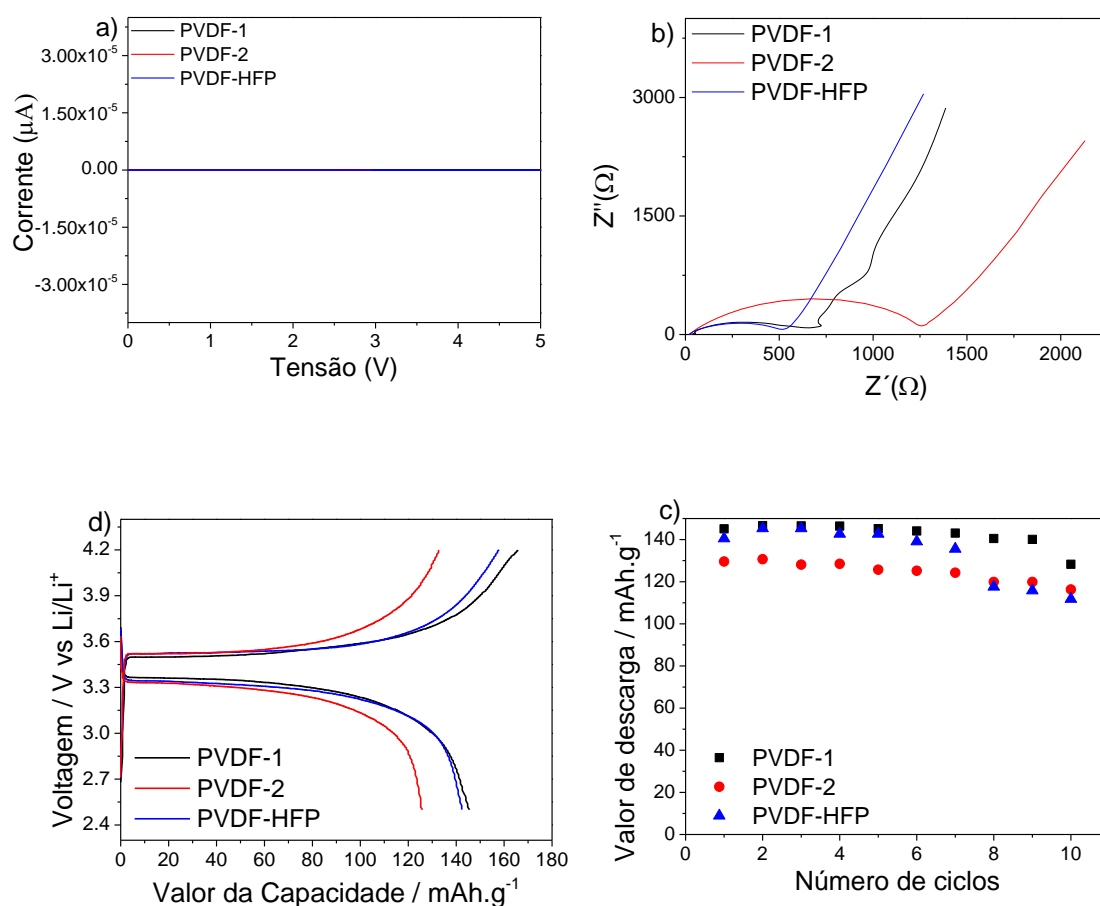 a)
PVDF-1
PVDF-2
PVDF-HFP
3.00x10⁻⁵
1.50x10⁻⁵
0.00
-1.50x10⁻⁵
-3.00x10⁻⁵
Corrente (μA)
0 1 2 3 4 5
Tensão (V)
b)
PVDF-1
PVDF-2
PVDF-HFP
3000
1500
0
Z''(Ω)
0 500 1000 1500 2000
Z´(Ω)
d)
4.2
3.9
3.6
3.3
3.0
2.7
2.4
Voltagem / V vs Li/Li⁺
PVDF-1
PVDF-2
PVDF-HFP
0 20 40 60 80 100 120 140 160 180
Valor da Capacidade / mAh.g⁻¹
c)
140
120
100
80
60
40
20
0
Valor de descarga / mAh.g⁻¹
PVDF-1
PVDF-2
PVDF-HFP
0 2 4 6 8 10
Número de ciclos